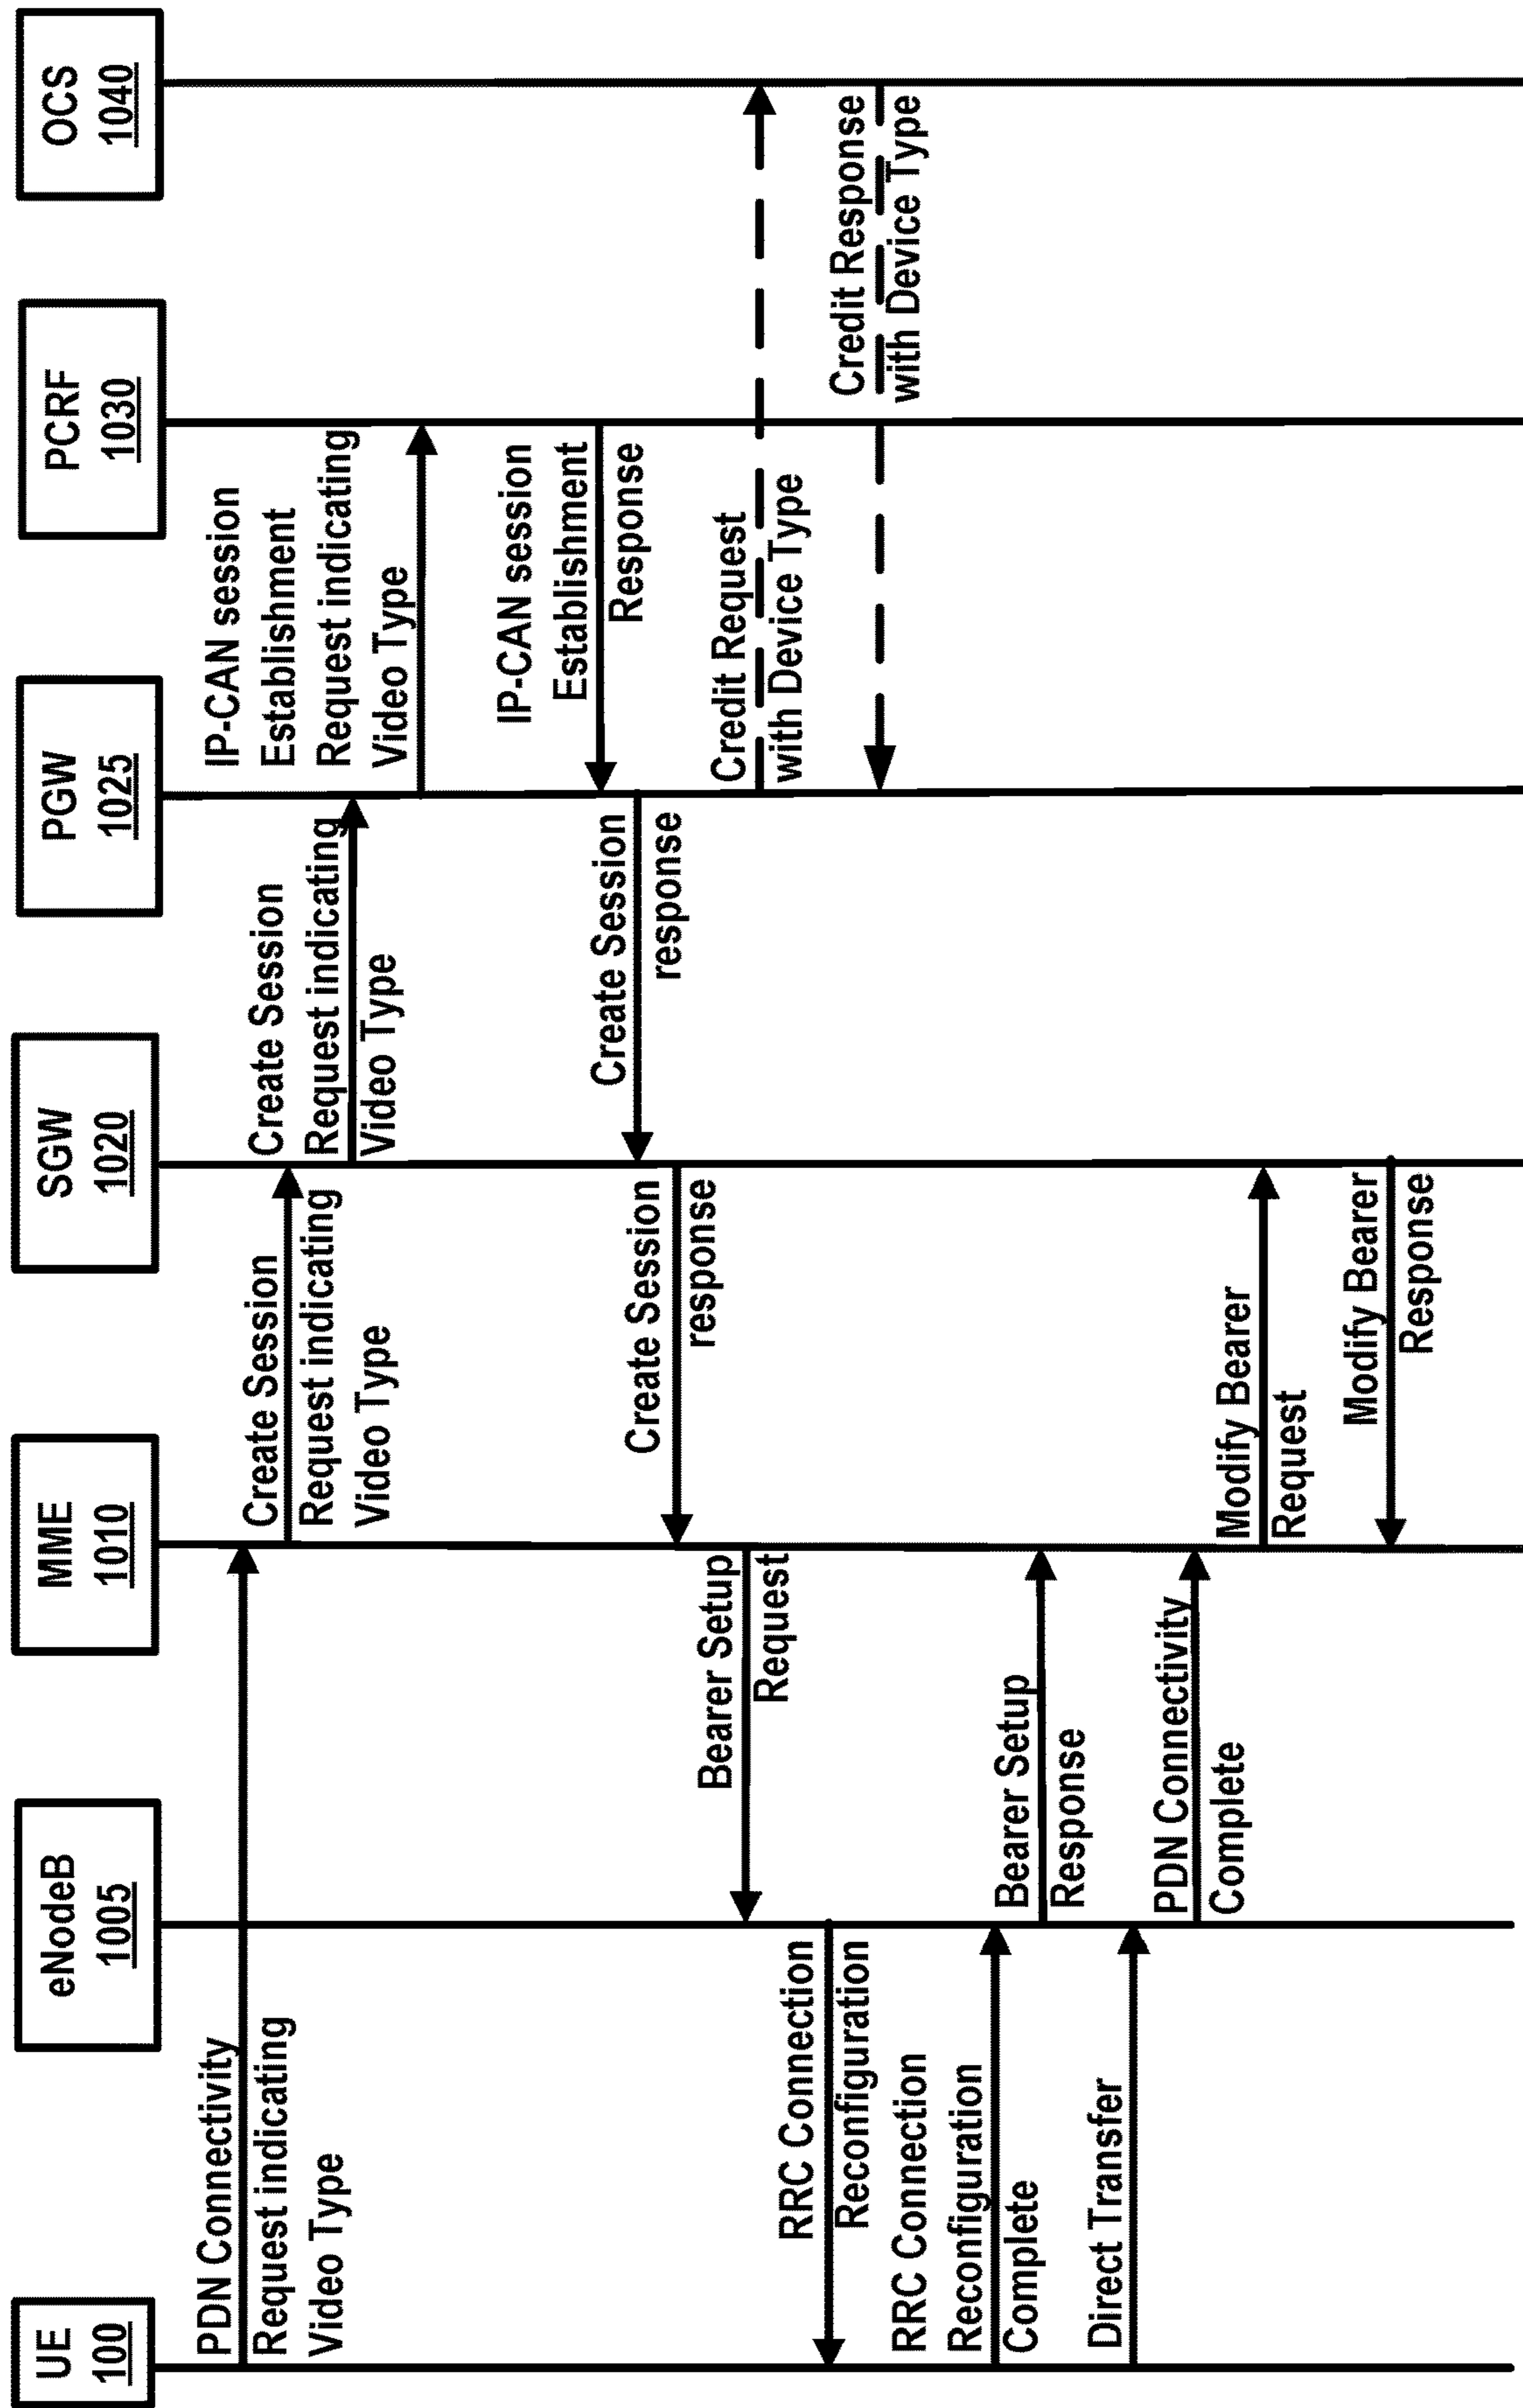 UE
100
eNodeB
1005
MME
1010
SGW
1020
PGW
1025
PCRF
1030
OCS
1040
PDN Connectivity
Request indicating
Video Type
Create Session
Request indicating
Video Type
Create Session
Request indicating
Video Type
IP-CAN session
Establishment
Request indicating
Video Type
IP-CAN session
Establishment
Response
Create Session
response
Create Session
response
Bearer Setup
Request
Credit Request
with Device Type
RRC Connection
Reconfiguration
Credit Response
with Device Type
RRC Connection
Reconfiguration
Complete
Bearer Setup
Response
Direct Transfer
PDN Connectivity
Complete
Modify Bearer
Request
Modify Bearer
Response